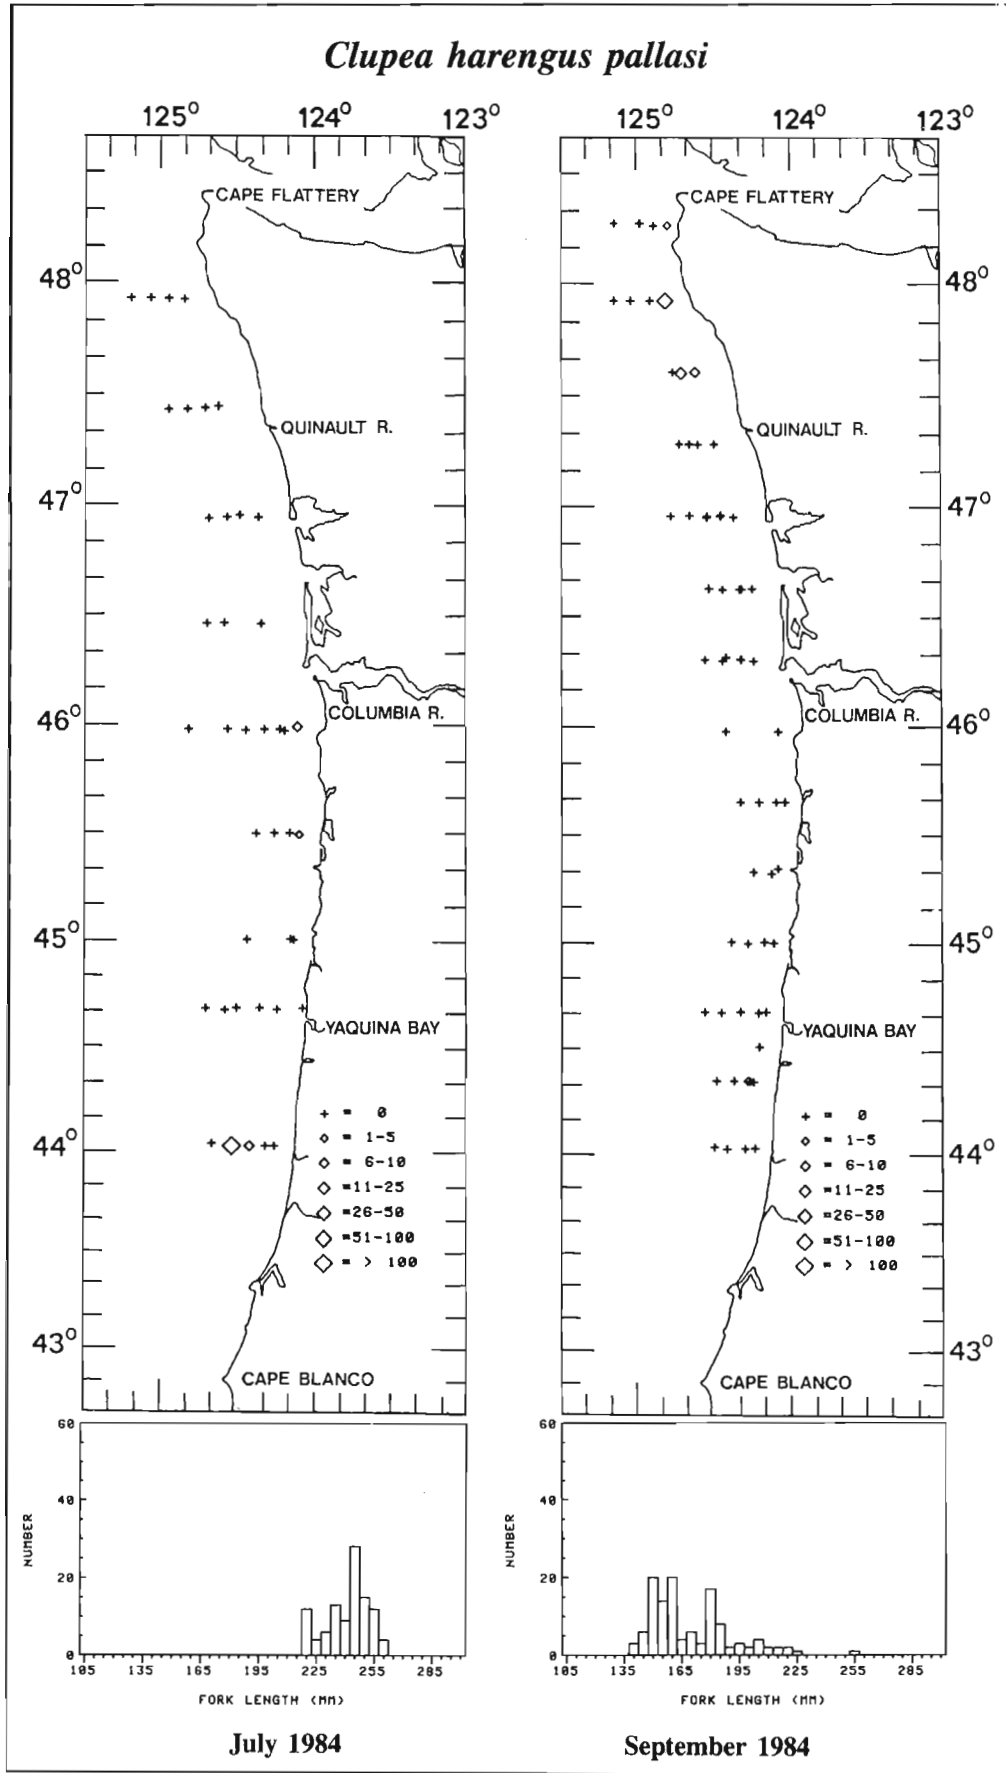 Clupea harengus pallasi
125° 124° 123°
125° 124° 123°
CAPE FLATTERY
CAPE FLATTERY
48°
48°
QUINAULT R.
QUINAULT R.
47°
47°
46°
COLUMBIA R.
COLUMBIA R.
46°
45°
45°
YAQUINA BAY
YAQUINA BAY
44°
44°
+ = 0
◇ = 1-5
◇ = 6-10
◇ =11-25
◇ =26-50
◇ =51-100
◇ = > 100
+ = 0
◇ = 1-5
◇ = 6-10
◇ =11-25
◇ =26-50
◇ =51-100
◇ = > 100
43°
43°
CAPE BLANCO
CAPE BLANCO
60
40
20
0
NUMBER
105 135 165 195 225 255 285
FORK LENGTH (MM)
July 1984
60
40
20
0
NUMBER
105 135 165 195 225 255 285
FORK LENGTH (MM)
September 1984